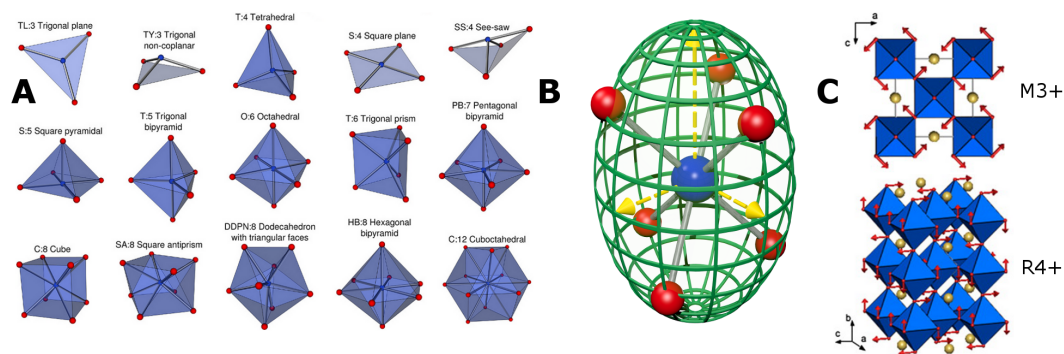 A
TL:3 Trigonal plane
TY:3 Trigonal
non-coplanar
T:4 Tetrahedral
S:4 Square plane
SS:4 See-saw
S:5 Square pyramidal
T:5 Trigonal
bipyramid
O:6 Octahedral
T:6 Trigonal prism
PB:7 Pentagonal
bipyramid
C:8 Cube
SA:8 Square antiprism
DDPN:8 Dodecahedron
with triangular faces
HB:8 Hexagonal
bipyramid
C:12 Cuboctahedral
B
C
a
c
M3+
R4+
b
c
a